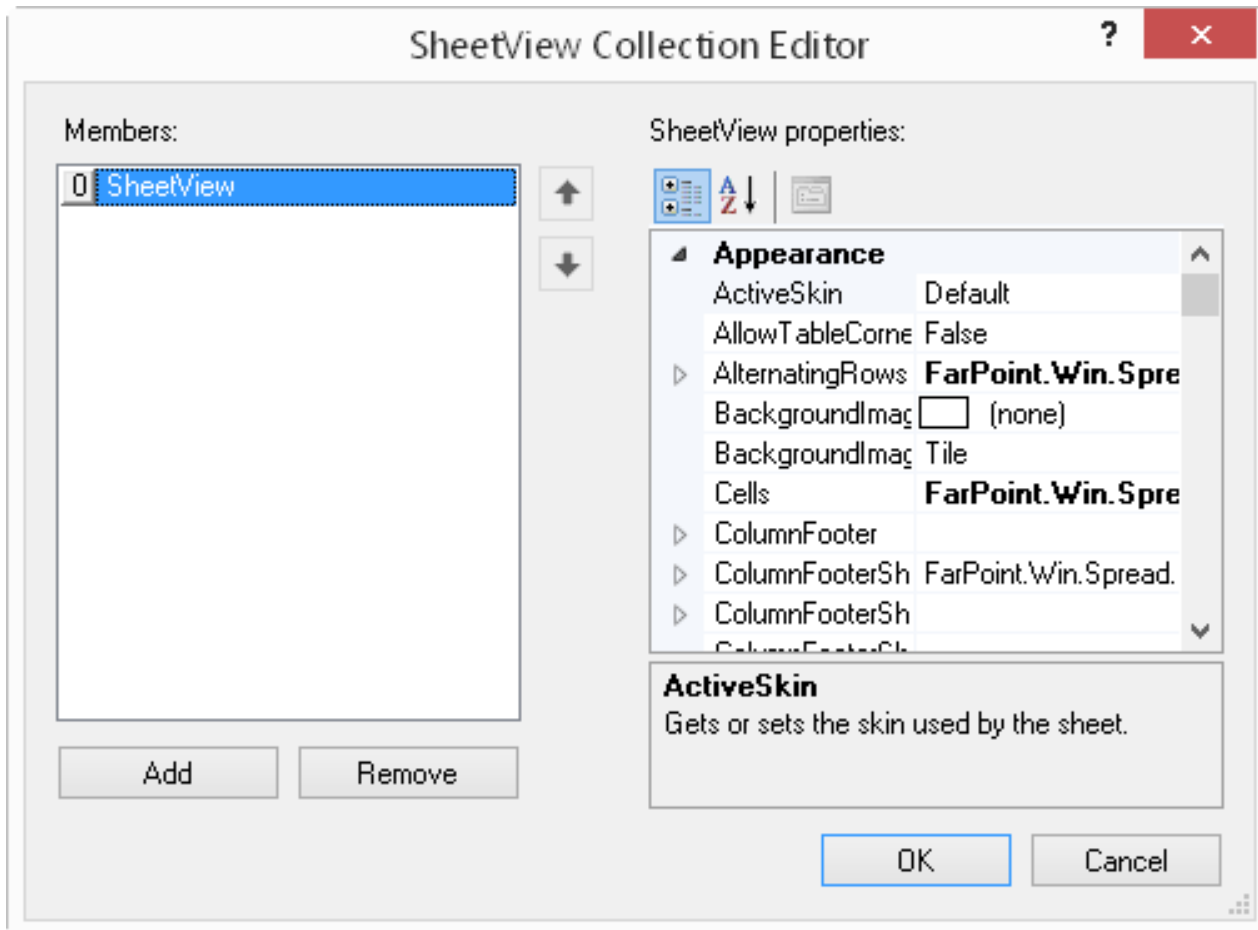 SheetView Collection Editor ?
Members:
0 SheetView
Add Remove
SheetView properties:
A
Z
Appearance
ActiveSkin Default
AllowTableCorne False
AlternatingRows FarPoint.Win.Spre
BackgroundImag (none)
BackgroundImag Tile
Cells FarPoint.Win.Spre
ColumnFooter
ColumnFooterSh FarPoint.Win.Spread.
ColumnFooterSh
ColumnFooterSh
ActiveSkin
Gets or sets the skin used by the sheet.
OK Cancel